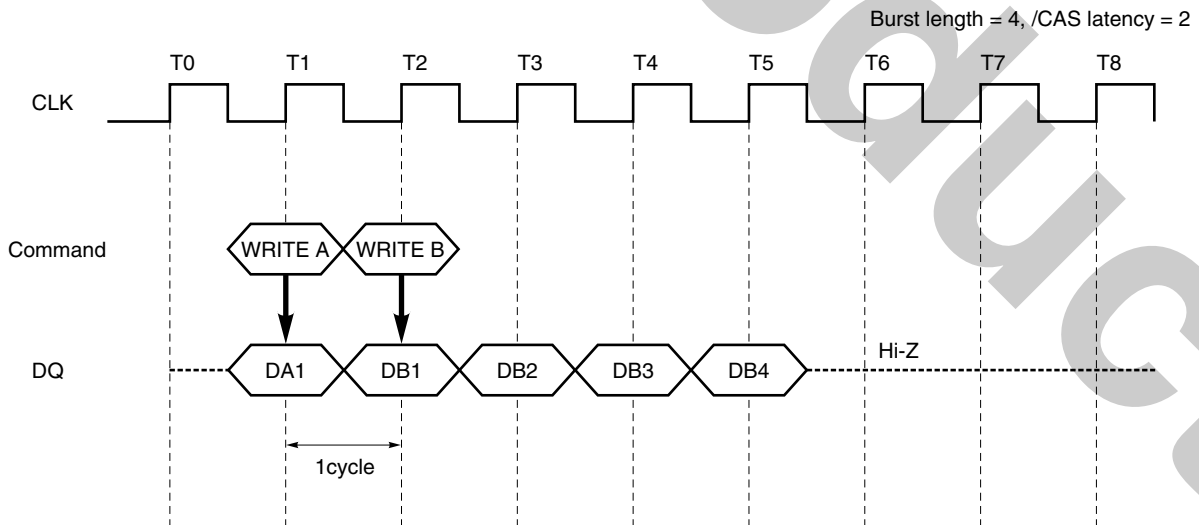 Burst length = 4, /CAS latency = 2
T0 T1 T2 T3 T4 T5 T6 T7 T8
CLK
Command WRITE A WRITE B
Hi-Z
DQ DA1 DB1 DB2 DB3 DB4
1cycle